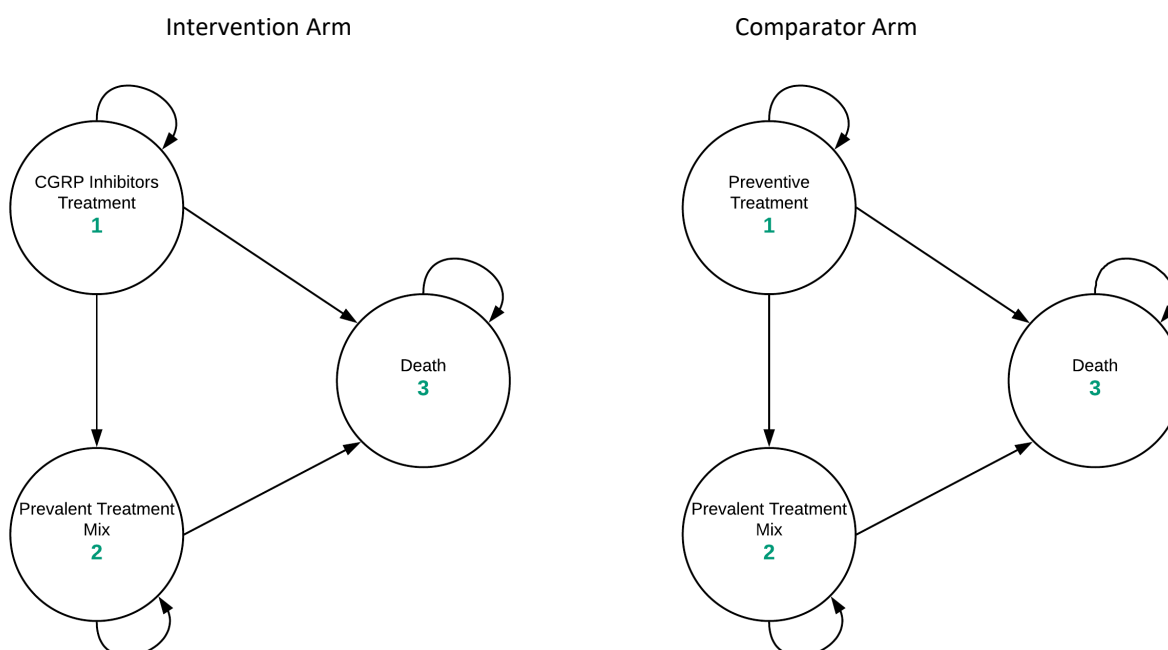 Intervention Arm
Comparator Arm
CGRP Inhibitors
Treatment
1
Preventive
Treatment
1
Death
3
Death
3
Prevalent Treatment
Mix
2
Prevalent Treatment
Mix
2